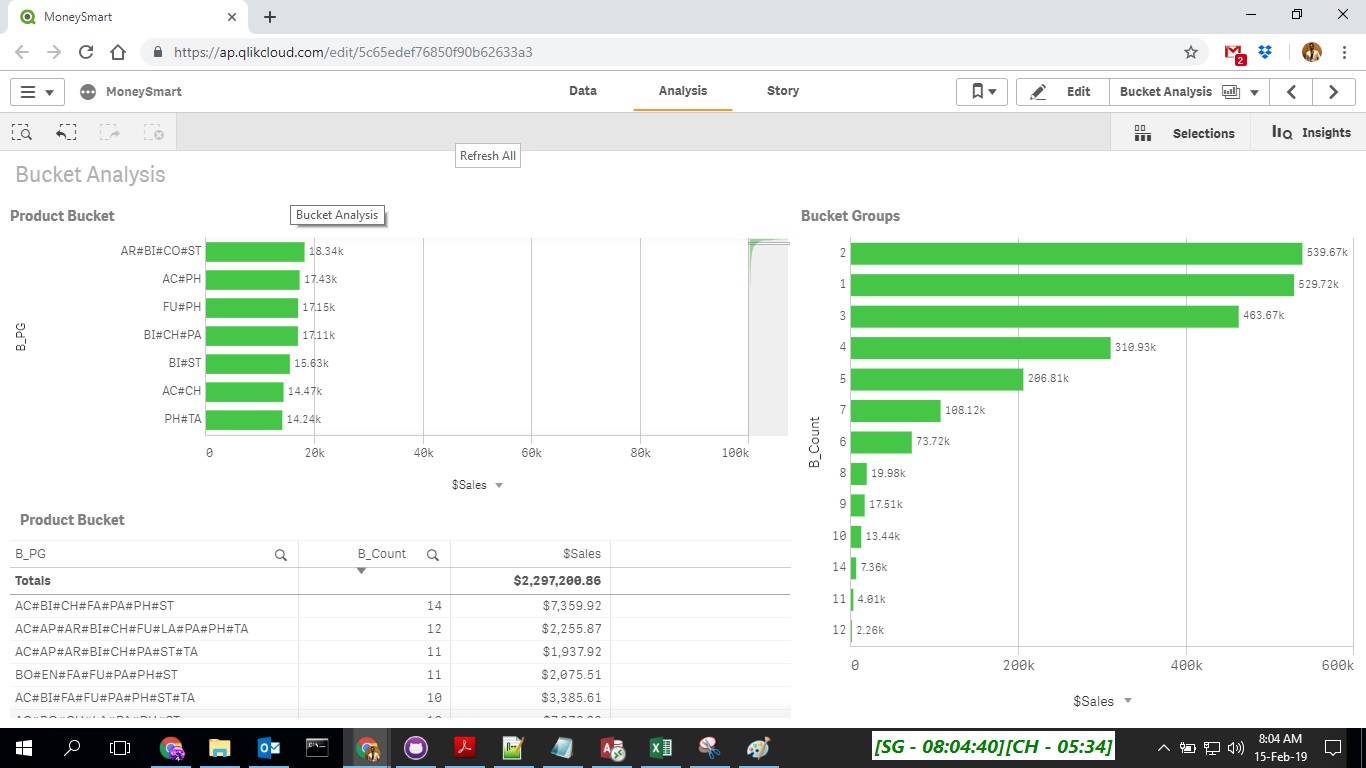 MoneySmart
https://ap.qlikcloud.com/edit/5c65edef76850f90b62633a3
2
MoneySmart
Data
Analysis
Story
Edit
Bucket Analysis
Refresh All
Selections
Insights
Bucket Analysis
Product Bucket
Bucket Analysis
B_PG
AR#BI#CO#ST 18.34k
AC#PH 17.43k
FU#PH 17.15k
BI#CH#PA 17.11k
BI#ST 15.63k
AC#CH 14.47k
PH#TA 14.24k
0 20k 40k 60k 80k 100k
$Sales
Bucket Groups
B_Count
2 539.67k
1 529.72k
3 463.67k
4 310.93k
5 206.81k
7 108.12k
6 73.72k
8 19.98k
9 17.51k
10 13.44k
14 7.36k
11 4.01k
12 2.26k
0 200k 400k 600k
$Sales
Product Bucket
B_PG B_Count $Sales
Totals $2,297,200.86
AC#BI#CH#FA#PA#PH#ST 14 $7,359.92
AC#AP#AR#BI#CH#FU#LA#PA#PH#TA 12 $2,255.87
AC#AP#AR#BI#CH#PA#ST#TA 11 $1,937.92
BO#EN#FA#FU#PA#PH#ST 11 $2,075.51
AC#BI#FA#FU#PA#PH#ST#TA 10 $3,385.61
[SG - 08:04:40][CH - 05:34]
8:04 AM
15-Feb-19